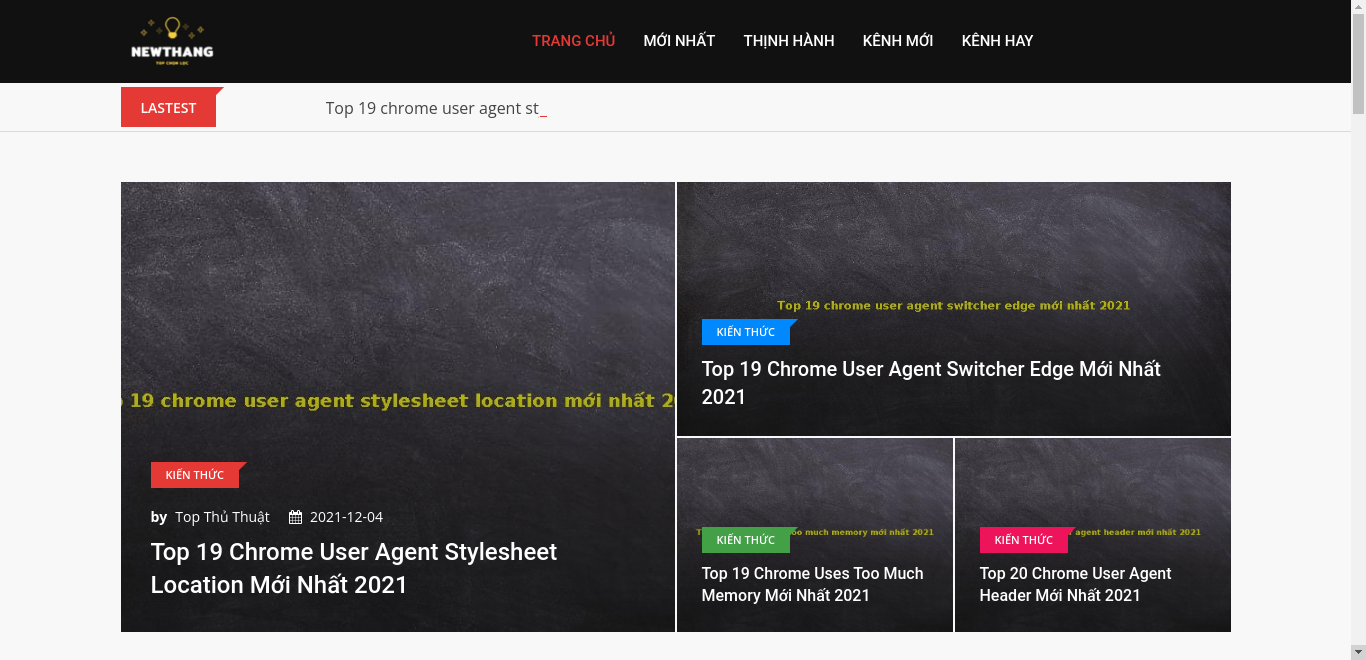 NEWTHANG
TOP CHỌN LỌC
TRANG CHỦ MỚI NHẤT THỊNH HÀNH KÊNH MỚI KÊNH HAY
LASTEST
Top 19 chrome user agent st_
19 chrome user agent stylesheet location mới nhất
KIẾN THỨC
by Top Thủ Thuật 2021-12-04
Top 19 Chrome User Agent Stylesheet
Location Mới Nhất 2021
Top 19 chrome user agent switcher edge mới nhất 2021
KIẾN THỨC
Top 19 Chrome User Agent Switcher Edge Mới Nhất
2021
much memory mới nhất 2021
KIẾN THỨC
Top 19 Chrome Uses Too Much
Memory Mới Nhất 2021
agent header mới nhất 2021
KIẾN THỨC
Top 20 Chrome User Agent
Header Mới Nhất 2021